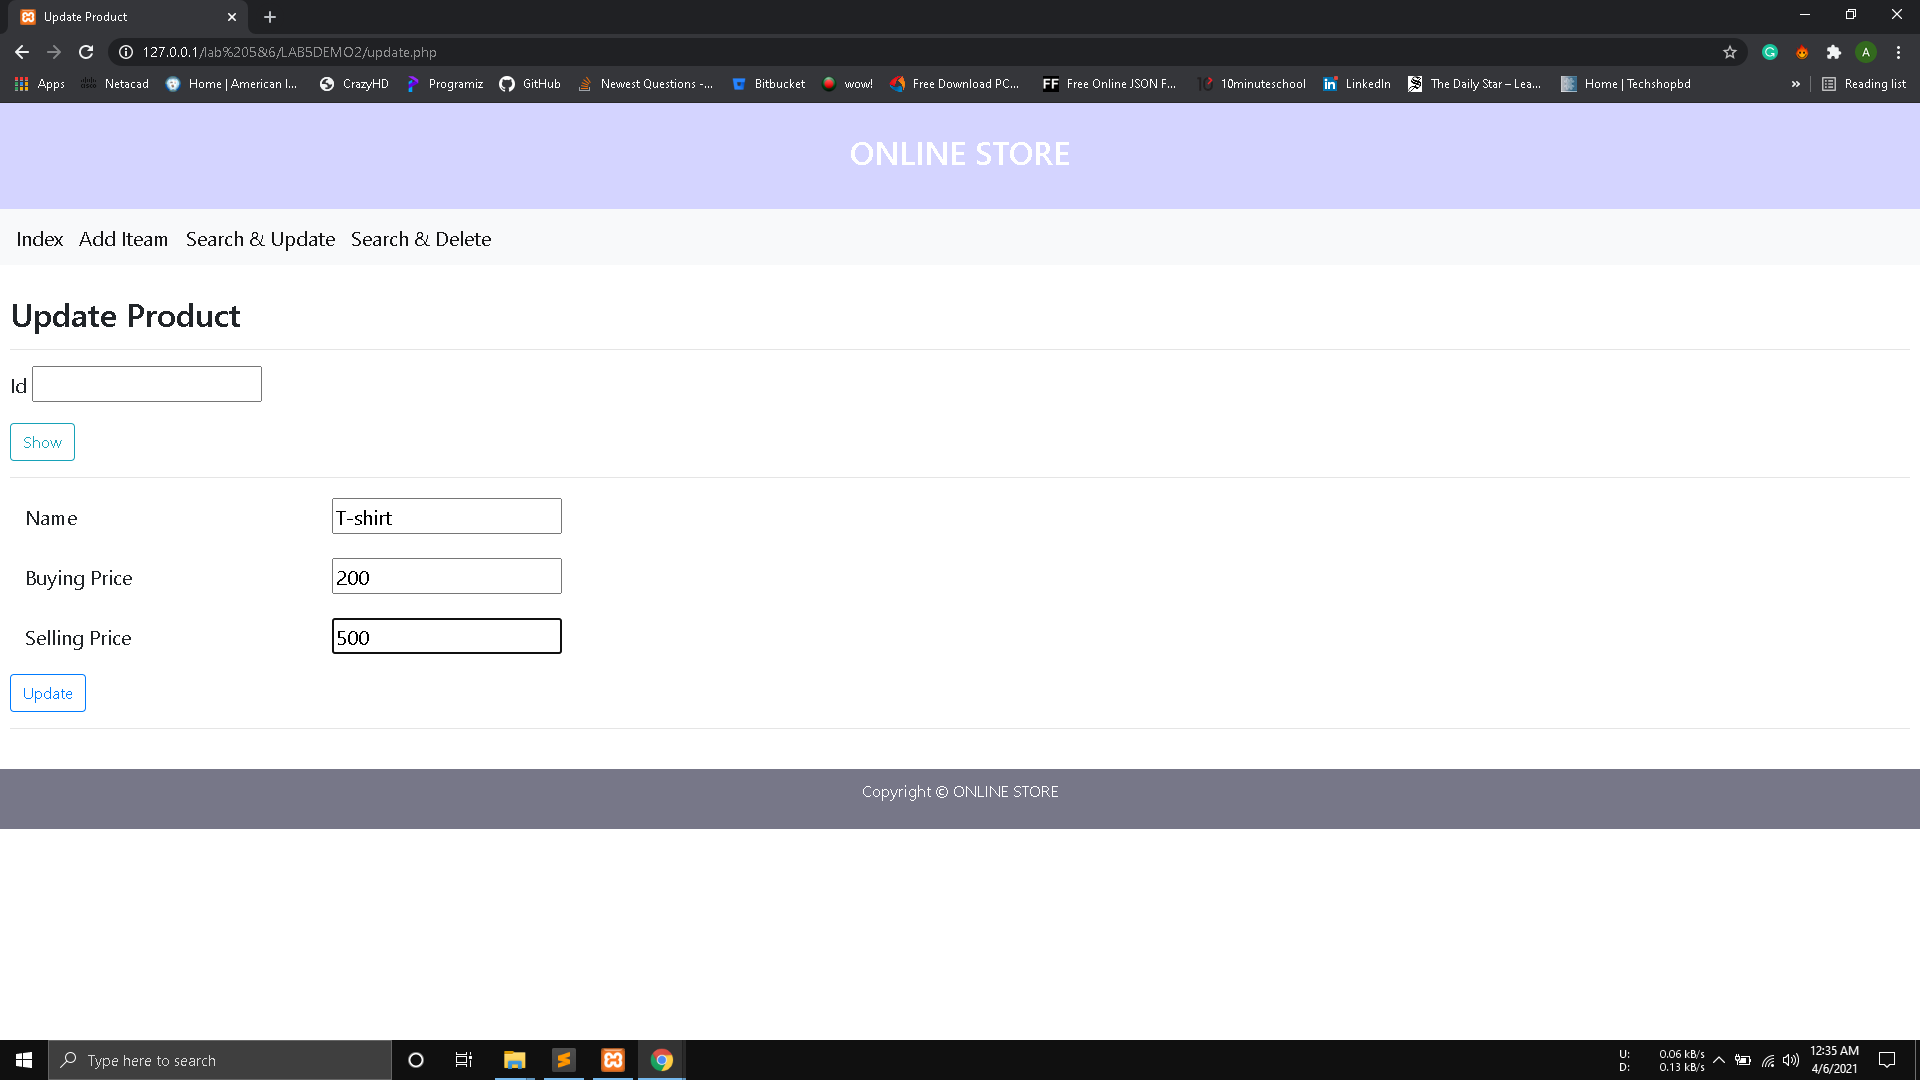 Update Product
127.0.0.1/lab%205&6/LAB5DEMO2/update.php
A
Apps Netacad Home | American I... CrazyHD Programiz GitHub Newest Questions -... Bitbucket wow! Free Download PC... FF Free Online JSON F... 10 10minuteschool in LinkedIn The Daily Star – Lea... Home | Techshopbd » Reading list
ONLINE STORE
Index Add Iteam Search & Update Search & Delete
Update Product
Id
Show
Name T-shirt
Buying Price 200
Selling Price 500
Update
Copyright © ONLINE STORE
Type here to search
U: 0.06 kB/s
D: 0.13 kB/s
12:35 AM
4/6/2021